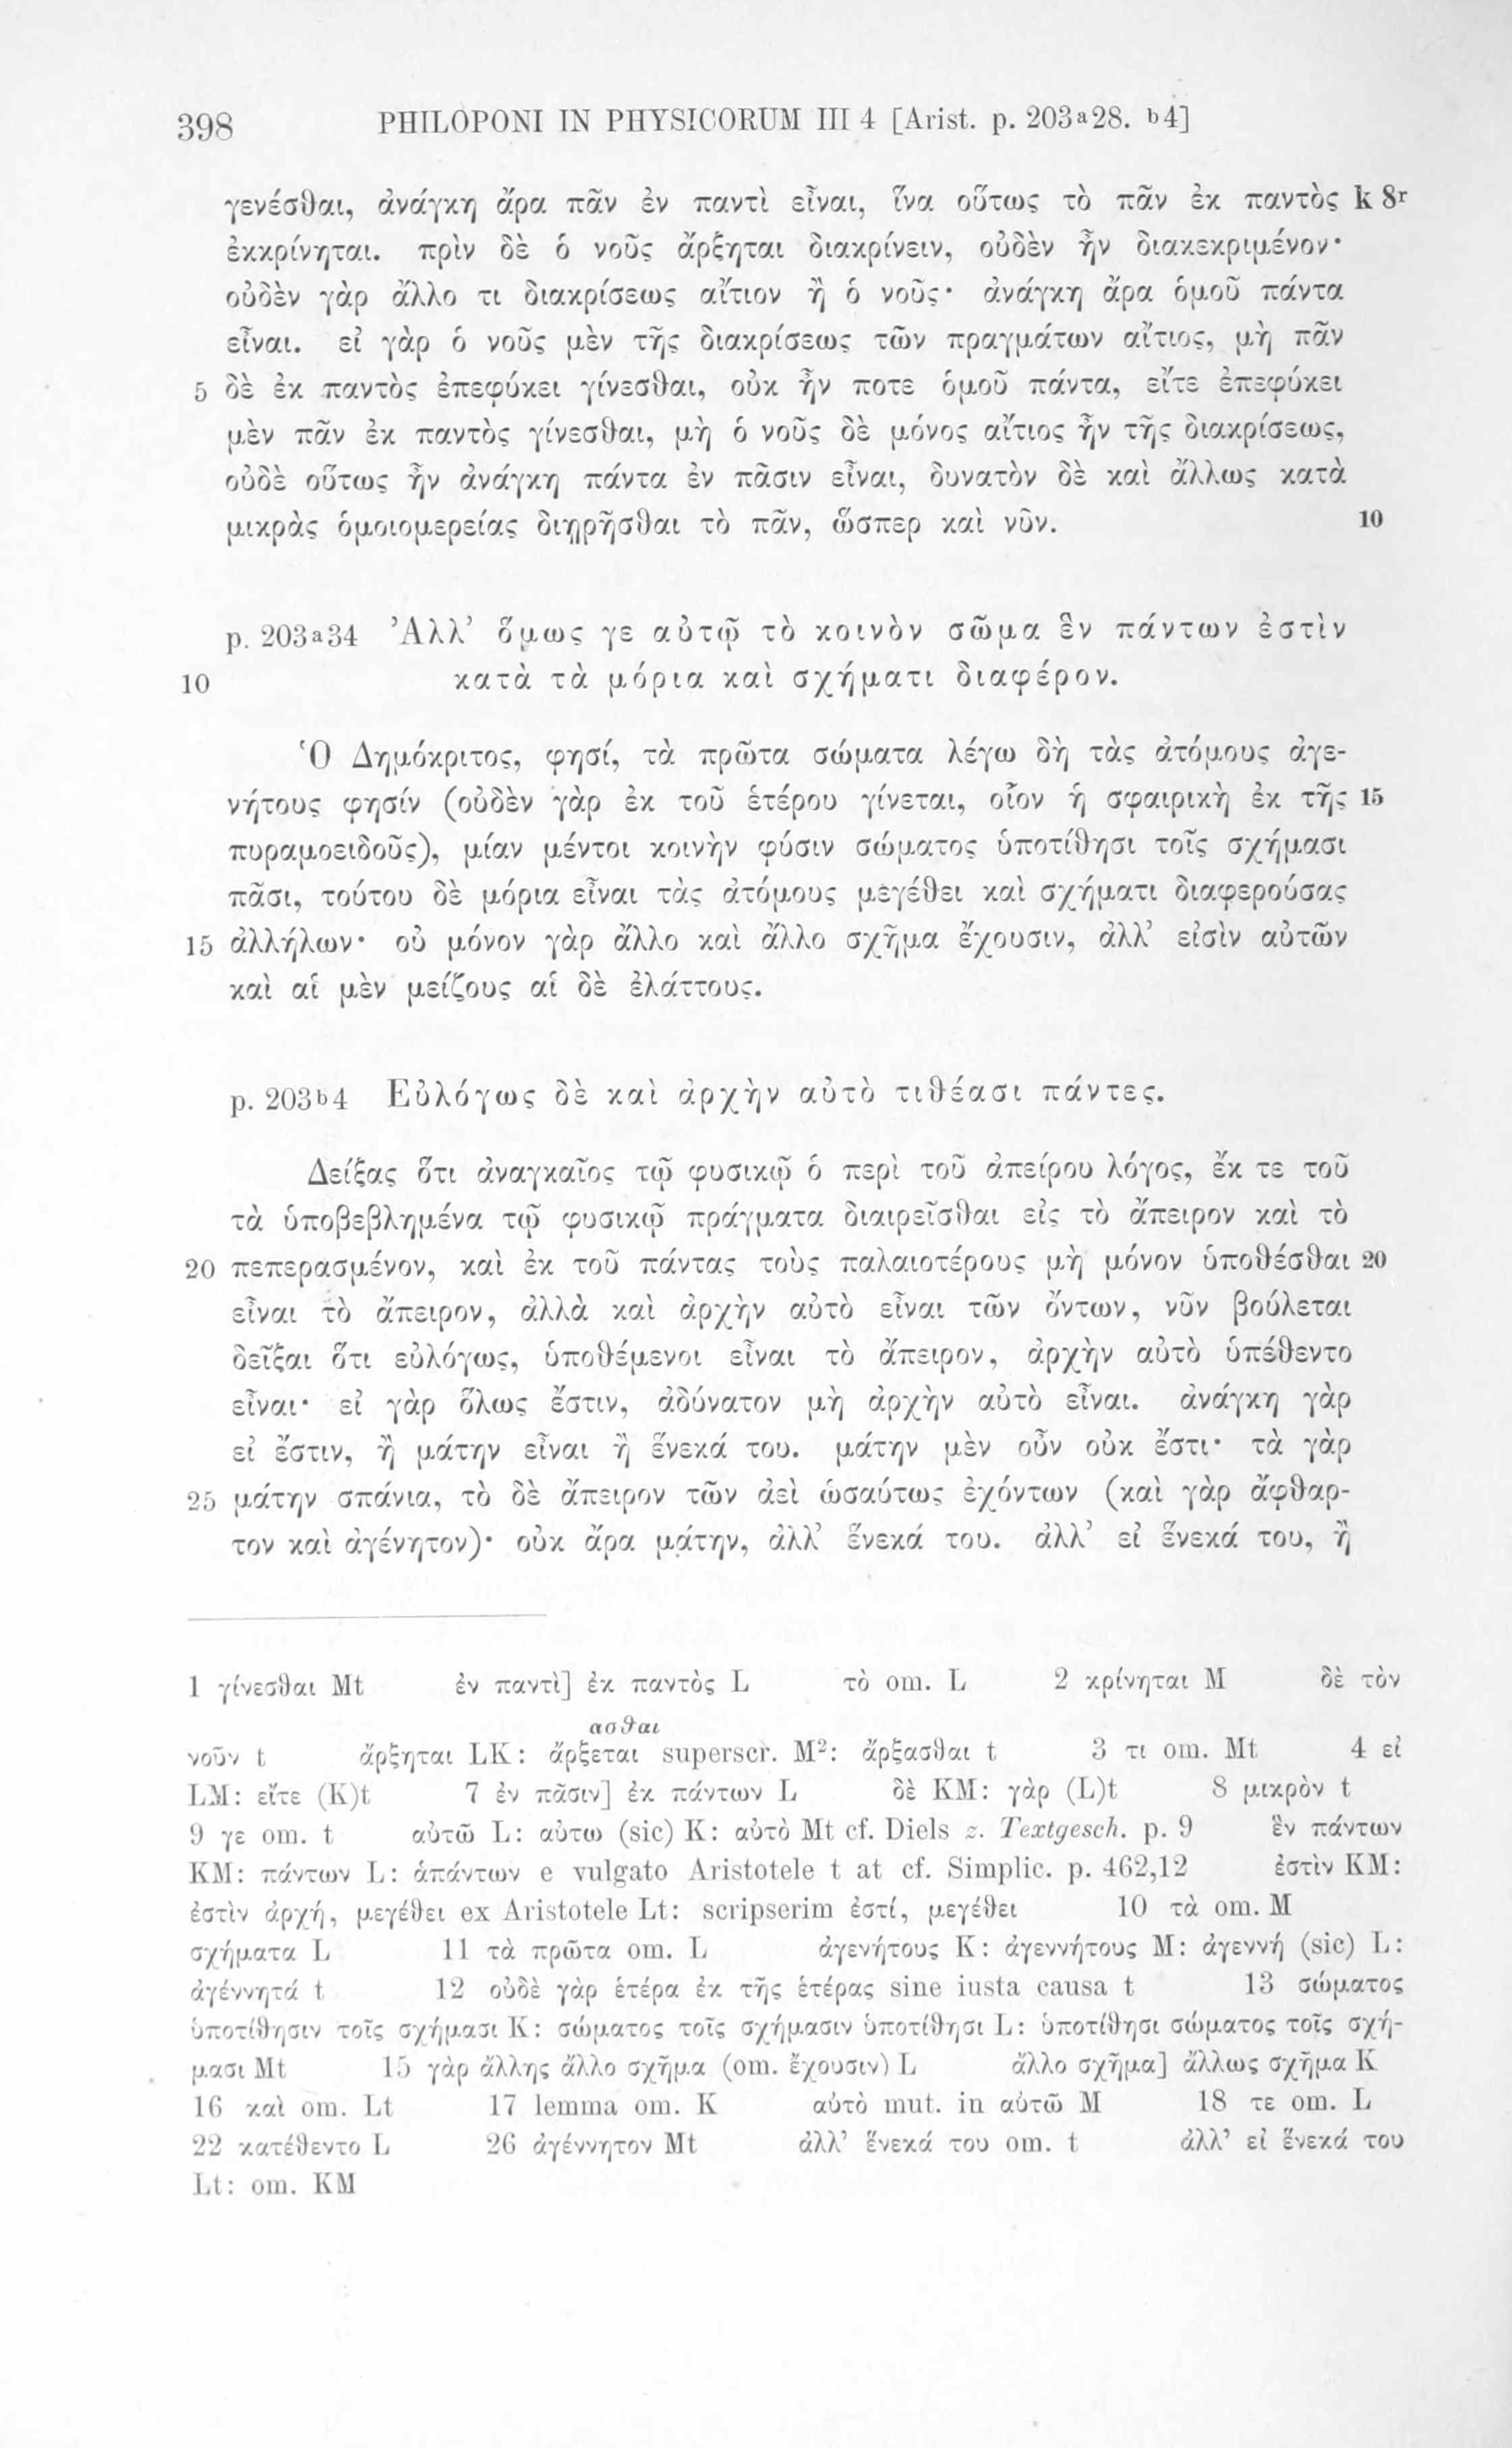 398 PHILOPONI IN PHYSICORUM III 4 [Arist. p. 203ᵃ28. ᵇ4]
γενέσθαι, ἀνάγκη ἄρα πᾶν ἐν παντὶ εἶναι, ἵνα οὕτως τὸ πᾶν ἐκ παντὸς k 8ʳ
ἐκκρίνηται. πρὶν δὲ ὁ νοῦς ἄρξηται διακρίνειν, οὐδὲν ἦν διακεκριμένον·
οὐδὲν γὰρ ἄλλο τι διακρίσεως αἴτιον ἢ ὁ νοῦς· ἀνάγκη ἄρα ὁμοῦ πάντα
εἶναι. εἰ γὰρ ὁ νοῦς μὲν τῆς διακρίσεως τῶν πραγμάτων αἴτιος, μὴ πᾶν
5 δὲ ἐκ παντὸς ἐπεφύκει γίνεσθαι, οὐκ ἦν ποτε ὁμοῦ πάντα, εἴτε ἐπεφύκει
μὲν πᾶν ἐκ παντὸς γίνεσθαι, μὴ ὁ νοῦς δὲ μόνος αἴτιος ἦν τῆς διακρίσεως,
οὐδὲ οὕτως ἦν ἀνάγκη πάντα ἐν πᾶσιν εἶναι, δυνατὸν δὲ καὶ ἄλλως κατὰ
μικρὰς ὁμοιομερείας διῃρῆσθαι τὸ πᾶν, ὥσπερ καὶ νῦν. 10
p. 203ᵃ34 Ἀλλ’ ὅμως γε αὐτῷ τὸ κοινὸν σῶμα ἓν πάντων ἐστὶν
10 κατὰ τὰ μόρια καὶ σχήματι διαφέρον.
Ὁ Δημόκριτος, φησί, τὰ πρῶτα σώματα λέγω δὴ τὰς ἀτόμους ἀγε-
νήτους φησίν (οὐδὲν γὰρ ἐκ τοῦ ἑτέρου γίνεται, οἷον ἡ σφαιρικὴ ἐκ τῆς 15
πυραμοειδοῦς), μίαν μέντοι κοινὴν φύσιν σώματος ὑποτίθησι τοῖς σχήμασι
πᾶσι, τούτου δὲ μόρια εἶναι τὰς ἀτόμους μεγέθει καὶ σχήματι διαφερούσας
15 ἀλλήλων· οὐ μόνον γὰρ ἄλλο καὶ ἄλλο σχῆμα ἔχουσιν, ἀλλ’ εἰσὶν αὐτῶν
καὶ αἱ μὲν μείζους αἱ δὲ ἐλάττους.
p. 203ᵇ4 Εὐλόγως δὲ καὶ ἀρχὴν αὐτὸ τιθέασι πάντες.
Δείξας ὅτι ἀναγκαῖος τῷ φυσικῷ ὁ περὶ τοῦ ἀπείρου λόγος, ἔκ τε τοῦ
τὰ ὑποβεβλημένα τῷ φυσικῷ πράγματα διαιρεῖσθαι εἰς τὸ ἄπειρον καὶ τὸ
20 πεπερασμένον, καὶ ἐκ τοῦ πάντας τοὺς παλαιοτέρους μὴ μόνον ὑποθέσθαι 20
εἶναι τὸ ἄπειρον, ἀλλὰ καὶ ἀρχὴν αὐτὸ εἶναι τῶν ὄντων, νῦν βούλεται
δεῖξαι ὅτι εὐλόγως, ὑποθέμενοι εἶναι τὸ ἄπειρον, ἀρχὴν αὐτὸ ὑπέθεντο
εἶναι· εἰ γὰρ ὅλως ἔστιν, ἀδύνατον μὴ ἀρχὴν αὐτὸ εἶναι. ἀνάγκη γὰρ
εἰ ἔστιν, ἢ μάτην εἶναι ἢ ἕνεκά του. μάτην μὲν οὖν οὐκ ἔστι· τὰ γὰρ
25 μάτην σπάνια, τὸ δὲ ἄπειρον τῶν ἀεὶ ὡσαύτως ἐχόντων (καὶ γὰρ ἄφθαρ-
τον καὶ ἀγένητον)· οὐκ ἄρα μάτην, ἀλλ’ ἕνεκά του. ἀλλ’ εἰ ἕνεκά του, ἢ
1 γίνεσθαι Mt ἐν παντὶ] ἐκ παντὸς L τὸ om. L 2 κρίνηται M δὲ τὸν
ασθαι
νοῦν t ἄρξηται LK: ἄρξεται superscr. M²: ἄρξασθαι t 3 τι om. Mt 4 εἰ
LM: εἴτε (K)t 7 ἐν πᾶσιν] ἐκ πάντων L δὲ KM: γὰρ (L)t 8 μικρὸν t
9 γε om. t αὐτῶ L: αὐτω (sic) K: αὐτὸ Mt cf. Diels z. Textgesch. p. 9 ἓν πάντων
KM: πάντων L: ἁπάντων e vulgato Aristotele t at cf. Simplic. p. 462,12 ἐστὶν KM:
ἐστὶν ἀρχή, μεγέθει ex Aristotele Lt: scripserim ἐστί, μεγέθει 10 τὰ om. M
σχήματα L 11 τὰ πρῶτα om. L ἀγενήτους K: ἀγεννήτους M: ἀγεννή (sic) L:
ἀγέννητά t 12 οὐδὲ γὰρ ἑτέρα ἐκ τῆς ἑτέρας sine iusta causa t 13 σώματος
ὑποτίθησιν τοῖς σχήμασι K: σώματος τοῖς σχήμασιν ὑποτίθησι L: ὑποτίθησι σώματος τοῖς σχή-
μασι Mt 15 γὰρ ἄλλης ἄλλο σχῆμα (om. ἔχουσιν) L ἄλλο σχῆμα] ἄλλως σχῆμα K
16 καὶ om. Lt 17 lemma om. K αὐτὸ mut. in αὐτῶ M 18 τε om. L
22 κατέθεντο L 26 ἀγέννητον Mt ἀλλ’ ἕνεκά του om. t ἀλλ’ εἰ ἕνεκά του
Lt: om. KM